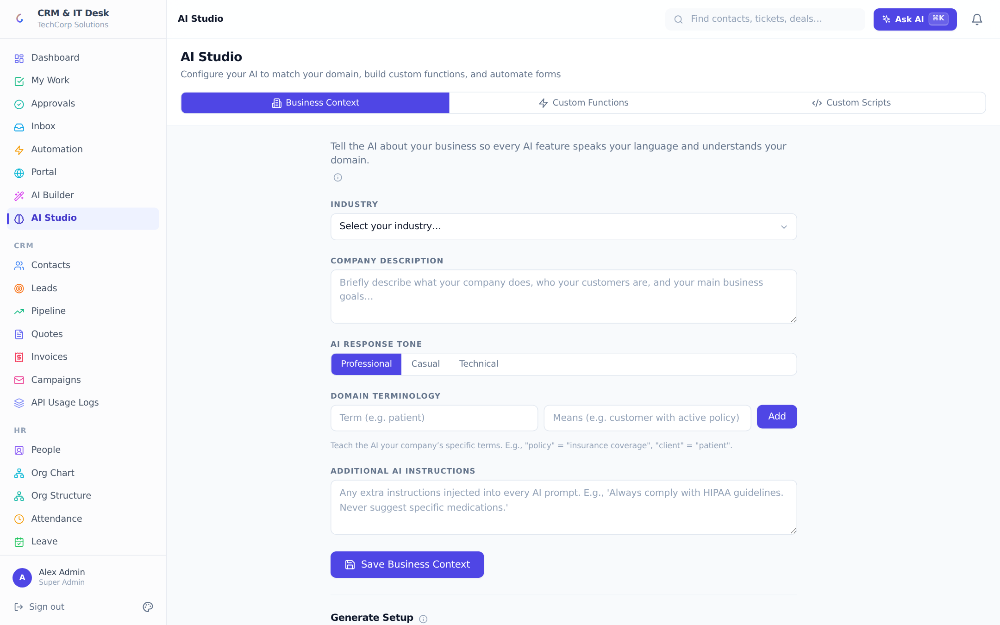 CRM & IT Desk
TechCorp Solutions
Dashboard
My Work
Approvals
Inbox
Automation
Portal
AI Builder
AI Studio
CRM
Contacts
Leads
Pipeline
Quotes
Invoices
Campaigns
API Usage Logs
HR
People
Org Chart
Org Structure
Attendance
Leave
A
Alex Admin
Super Admin
Sign out
AI Studio
Find contacts, tickets, deals...
Ask AI ⌘K
AI Studio
Configure your AI to match your domain, build custom functions, and automate forms
Business Context
Custom Functions
Custom Scripts
Tell the AI about your business so every AI feature speaks your language and understands your
domain.
INDUSTRY
Select your industry...
COMPANY DESCRIPTION
Briefly describe what your company does, who your customers are, and your main business
goals...
AI RESPONSE TONE
Professional
Casual
Technical
DOMAIN TERMINOLOGY
Term (e.g. patient)
Means (e.g. customer with active policy)
Add
Teach the AI your company’s specific terms. E.g., "policy" = "insurance coverage", "client" = "patient".
ADDITIONAL AI INSTRUCTIONS
Any extra instructions injected into every AI prompt. E.g., 'Always comply with HIPAA guidelines.
Never suggest specific medications.'
Save Business Context
Generate Setup